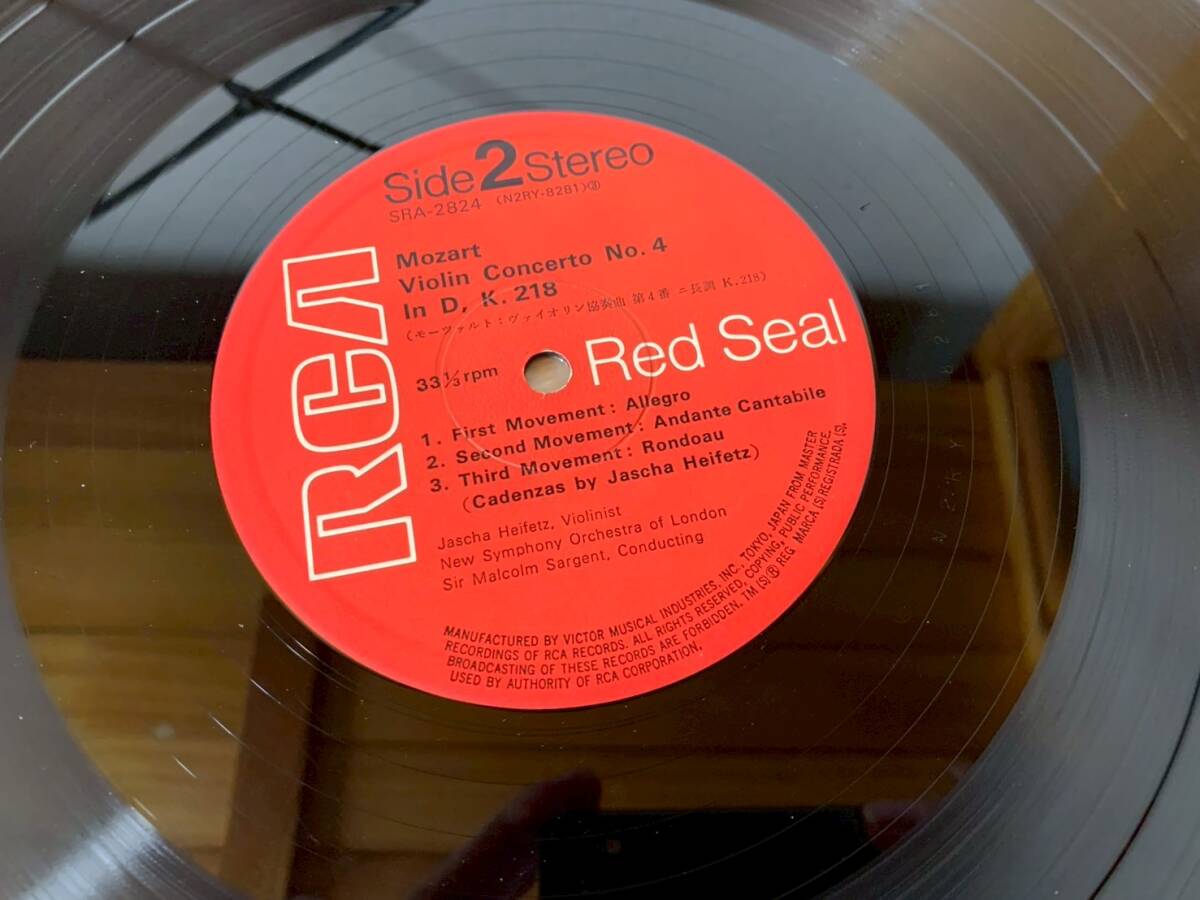 Side 2 Stereo
SRA-2824 (N2RY-8281)③
Mozart
Violin Concerto No. 4
In D, K. 218
(モーツァルト：ヴァイオリン協奏曲 第4番 ニ長調 K.218)
RCA
33 1/3 rpm
Red Seal
1. First Movement: Allegro
2. Second Movement: Andante Cantabile
3. Third Movement: Rondoau
(Cadenzas by Jascha Heifetz)
Jascha Heifetz, Violinist
New Symphony Orchestra of London
Sir Malcolm Sargent, Conducting
MANUFACTURED BY VICTOR MUSICAL INDUSTRIES, INC. TOKYO, JAPAN FROM MASTER
RECORDINGS OF RCA RECORDS. ALL RIGHTS RESERVED, COPYING, PUBLIC PERFORMANCE,
BROADCASTING OF THESE RECORDS ARE FORBIDDEN. TM (S) ® REG. MARCA (S) REGISTRADA (S),
USED BY AUTHORITY OF RCA CORPORATION.